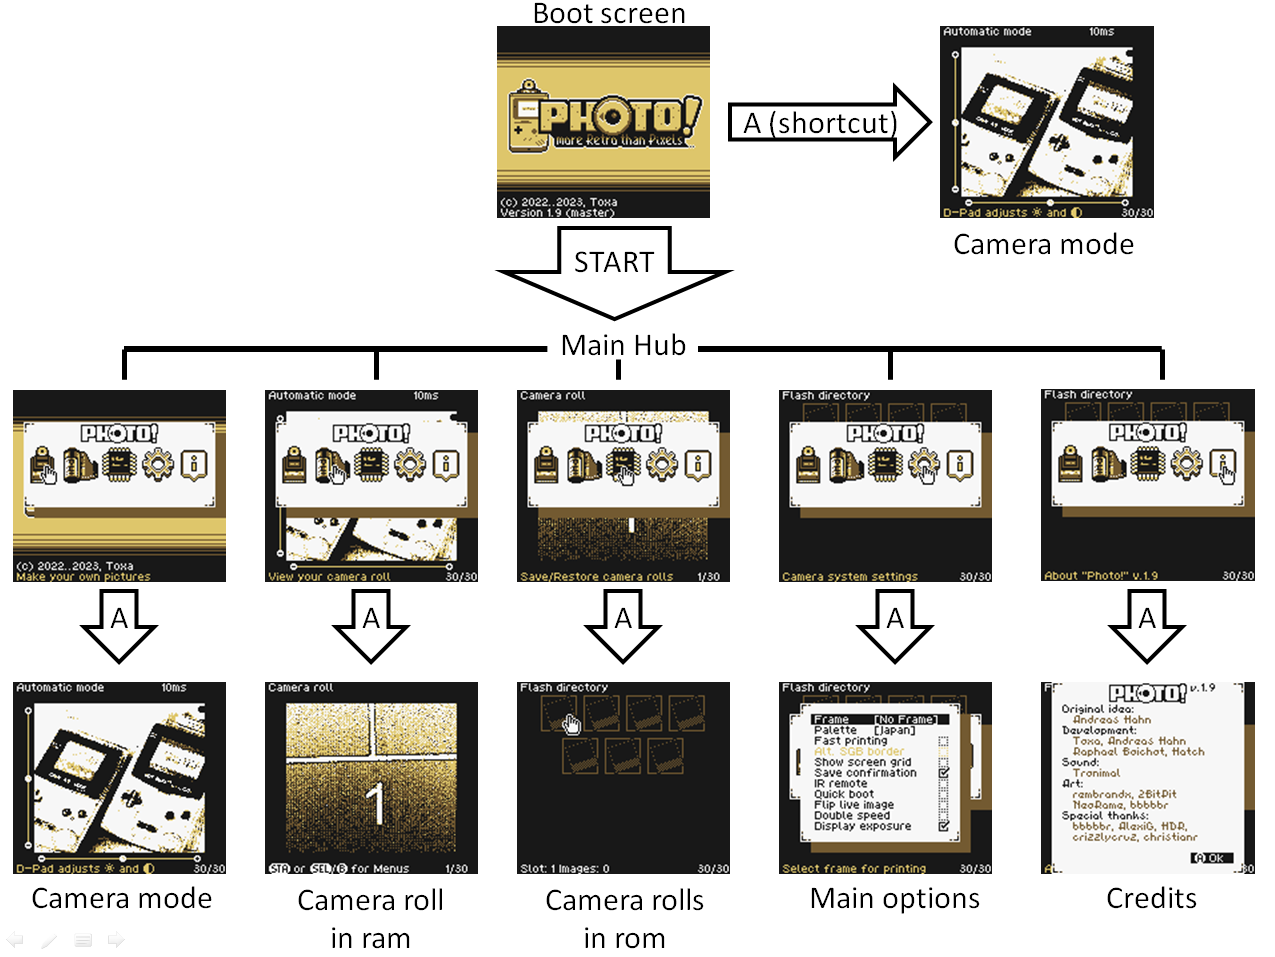 Boot screen
PHOTO!
more Retro than Pixels...
(c) 2022..2023, Toxa
Version 1.9 (master)
A (shortcut)
Automatic mode 10ms
D-Pad adjusts and 30/30
Camera mode
START
Main Hub
PHOTO!
(c) 2022..2023, Toxa
Make your own pictures
Automatic mode 10ms
PHOTO!
View your camera roll 30/30
Camera roll
PHOTO!
Save/Restore camera rolls 1/30
Flash directory
PHOTO!
Camera system settings 30/30
Flash directory
PHOTO!
About "Photo!" v.1.9 30/30
A
A
A
A
A
Automatic mode 10ms
D-Pad adjusts and 30/30
Camera mode
Camera roll
1
STA or SEL/B for Menus 1/30
Camera roll
in ram
Flash directory
Slot: 1 Images: 0 30/30
Camera rolls
in rom
Flash directory
Frame [No Frame]
Palette [Japan]
Fast printing
Alt. SGB border
Show screen grid
Save confirmation
IR remote
Quick boot
Flip live image
Double speed
Display exposure
Select frame for printing 30/30
Main options
PHOTO! v.1.9
Original idea:
Andreas Hahn
Development:
Toxa, Andreas Hahn
Raphael Boichot, Hatch
Sound:
Tronimal
Art:
rembrandx, 2BitPit
NeoRame, bbbbbr
Special thanks:
bbbbbr, AlexiG, HDR,
crizzlycruz, christianr
A Ok
30/30
Credits